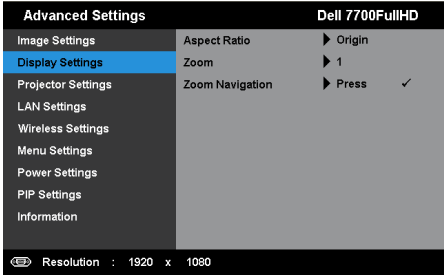 Advanced Settings Dell 7700FullHD
Image Settings Aspect Ratio Origin
Display Settings Zoom 1
Projector Settings Zoom Navigation Press ✓
LAN Settings
Wireless Settings
Menu Settings
Power Settings
PIP Settings
Information
Resolution : 1920 x 1080